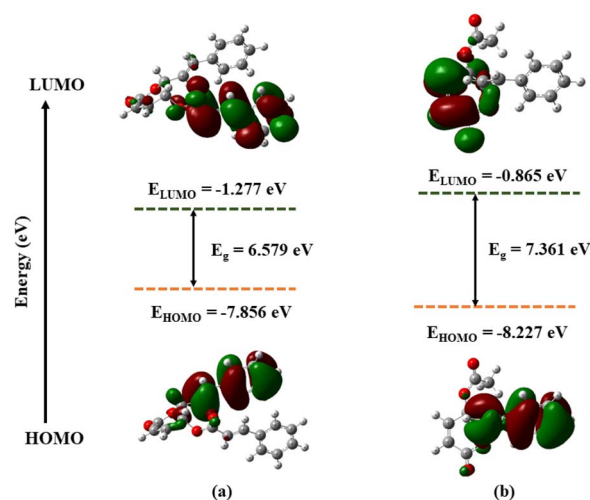 LUMO
Energy (eV)
HOMO
E_LUMO = -1.277 eV
E_g = 6.579 eV
E_HOMO = -7.856 eV
(a)
E_LUMO = -0.865 eV
E_g = 7.361 eV
E_HOMO = -8.227 eV
(b)